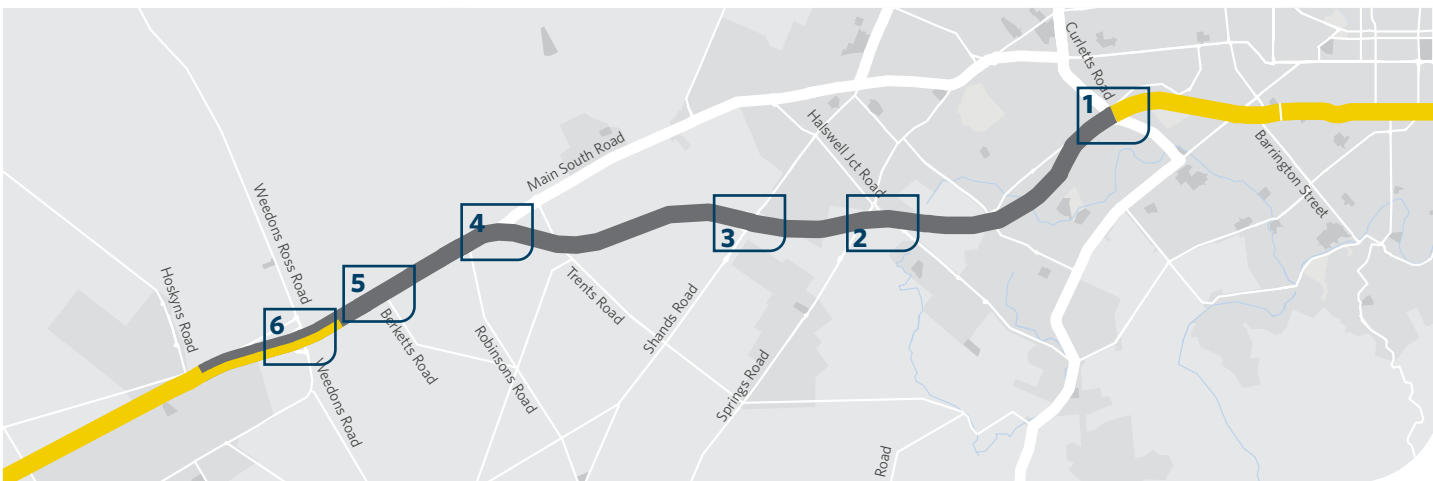 Curletts Road
1
Halswell Jct Road
Barrington Street
Main South Road
Weedons Ross Road
4
3
2
Hoskyns Road
5
6
Trents Road
Shands Road
Berketts Road
Robinsons Road
Springs Road
Weedons Road
Road